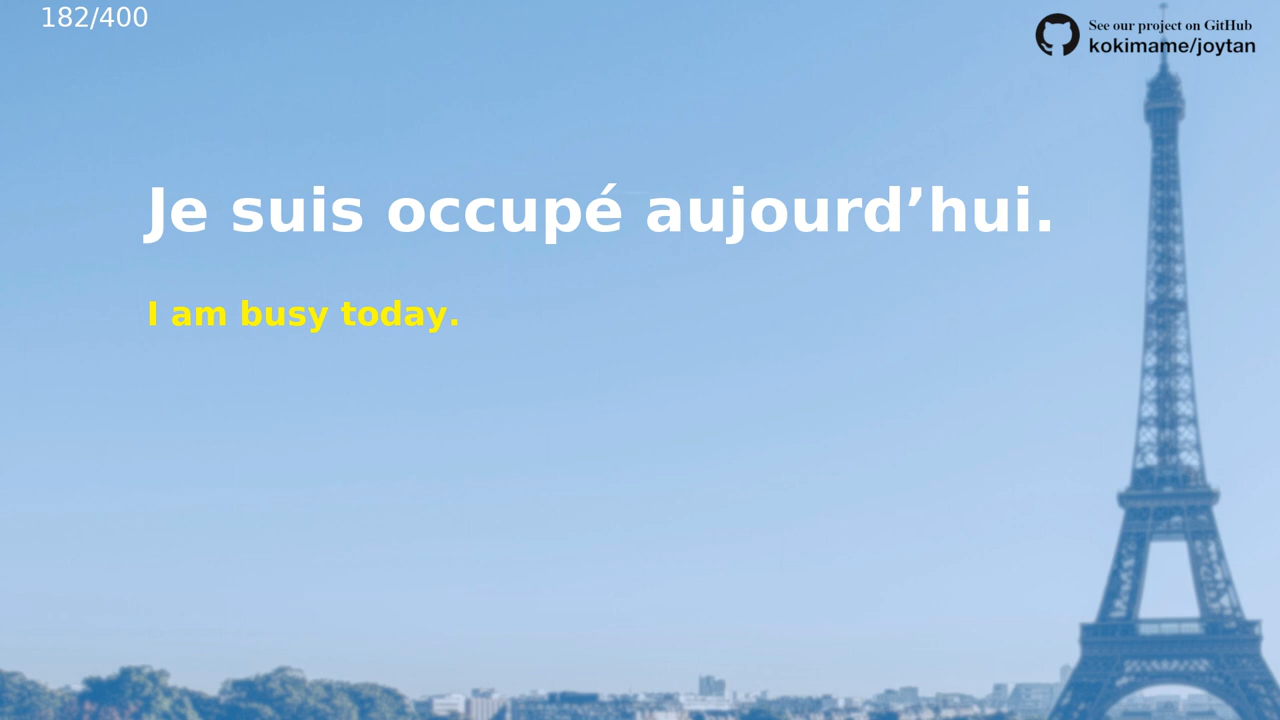 182/400
See our project on GitHub
kokimame/joytan
Je suis occupé aujourd’hui.
I am busy today.